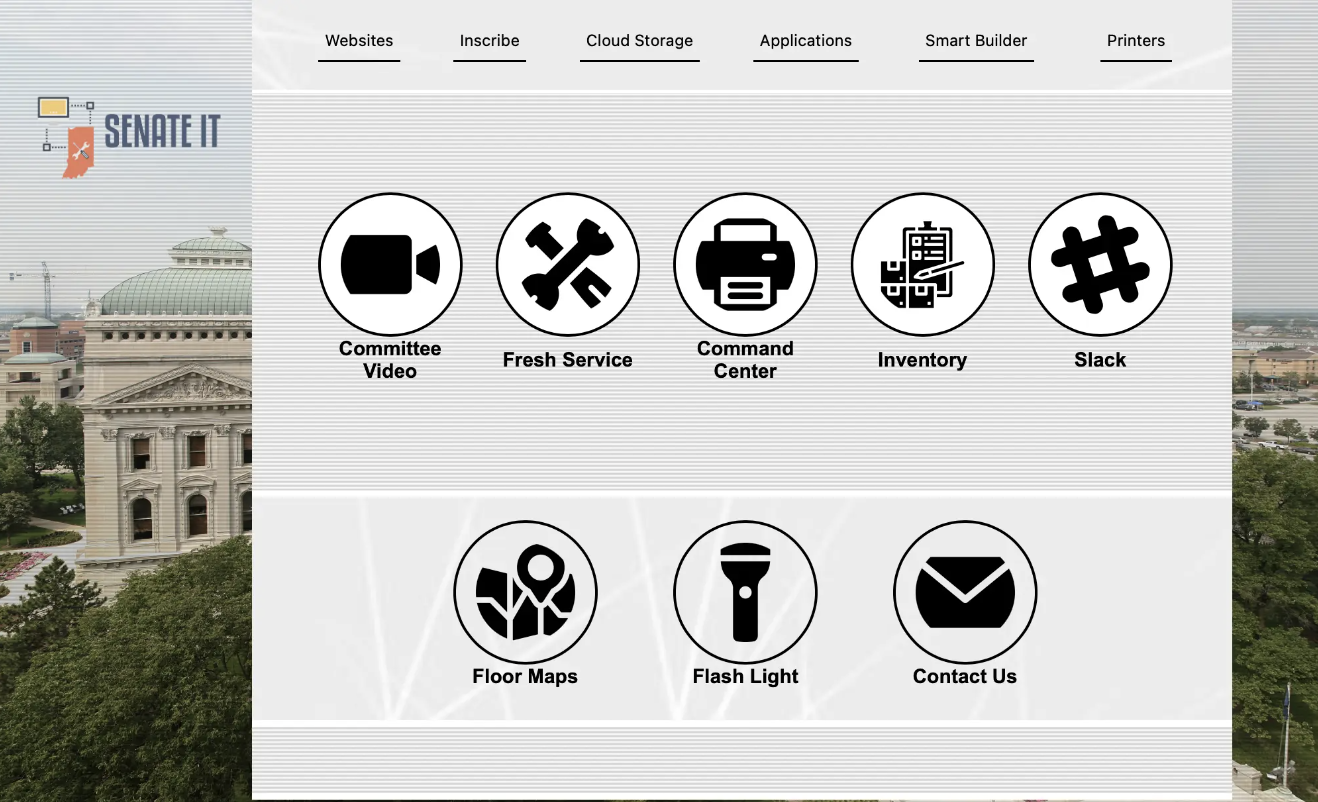 Websites
Inscribe
Cloud Storage
Applications
Smart Builder
Printers
SENATE IT
Committee
Video
Fresh Service
Command
Center
Inventory
Slack
Floor Maps
Flash Light
Contact Us